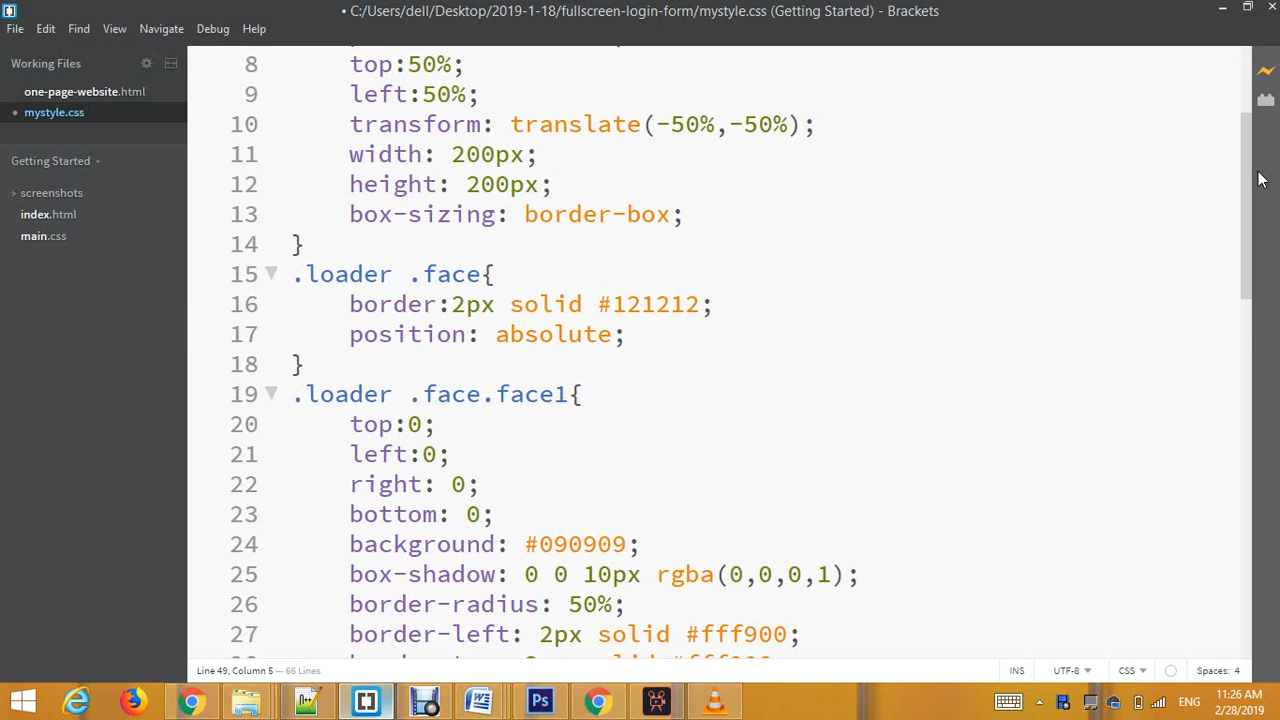 • C:/Users/dell/Desktop/2019-1-18/fullscreen-login-form/mystyle.css (Getting Started) - Brackets
File Edit Find View Navigate Debug Help
Working Files
one-page-website.html
• mystyle.css
Getting Started
screenshots
index.html
main.css
8 top:50%;
9 left:50%;
10 transform: translate(-50%,-50%);
11 width: 200px;
12 height: 200px;
13 box-sizing: border-box;
14 }
15 .loader .face{
16 border:2px solid #121212;
17 position: absolute;
18 }
19 .loader .face.face1{
20 top:0;
21 left:0;
22 right: 0;
23 bottom: 0;
24 background: #090909;
25 box-shadow: 0 0 10px rgba(0,0,0,1);
26 border-radius: 50%;
27 border-left: 2px solid #fff900;
Line 49, Column 5 — 66 Lines
INS UTF-8 CSS Spaces: 4
ENG
11:26 AM
2/28/2019